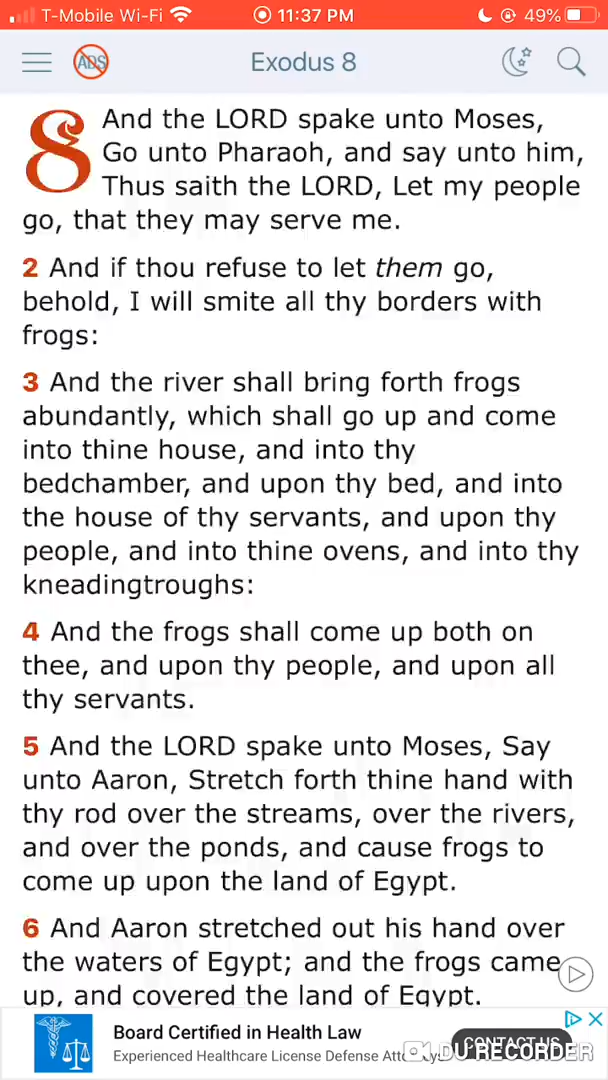 T-Mobile Wi-Fi 11:37 PM 49%
ADS Exodus 8
8 And the LORD spake unto Moses,
Go unto Pharaoh, and say unto him,
Thus saith the LORD, Let my people
go, that they may serve me.
2 And if thou refuse to let them go,
behold, I will smite all thy borders with
frogs:
3 And the river shall bring forth frogs
abundantly, which shall go up and come
into thine house, and into thy
bedchamber, and upon thy bed, and into
the house of thy servants, and upon thy
people, and into thine ovens, and into thy
kneadingtroughs:
4 And the frogs shall come up both on
thee, and upon thy people, and upon all
thy servants.
5 And the LORD spake unto Moses, Say
unto Aaron, Stretch forth thine hand with
thy rod over the streams, over the rivers,
and over the ponds, and cause frogs to
come up upon the land of Egypt.
6 And Aaron stretched out his hand over
the waters of Egypt; and the frogs came
up, and covered the land of Egypt.
Board Certified in Health Law
Experienced Healthcare License Defense
CONTACT US
DU RECORDER